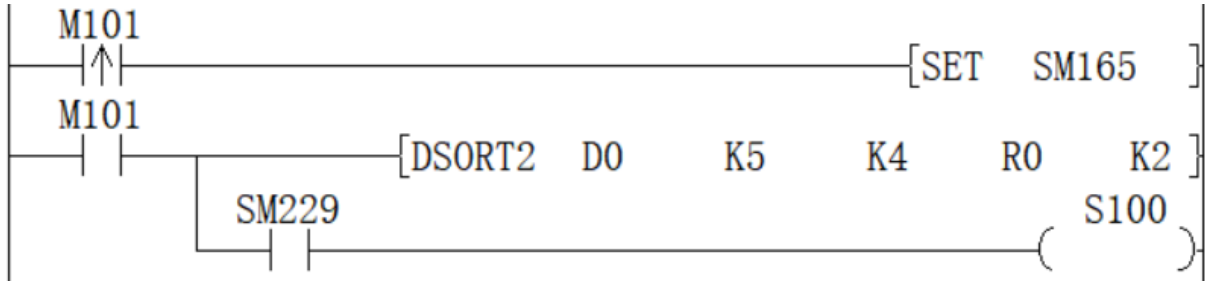 M101
[SET SM165 ]
M101
[DSORT2 D0 K5 K4 R0 K2 ]
SM229 S100
( )